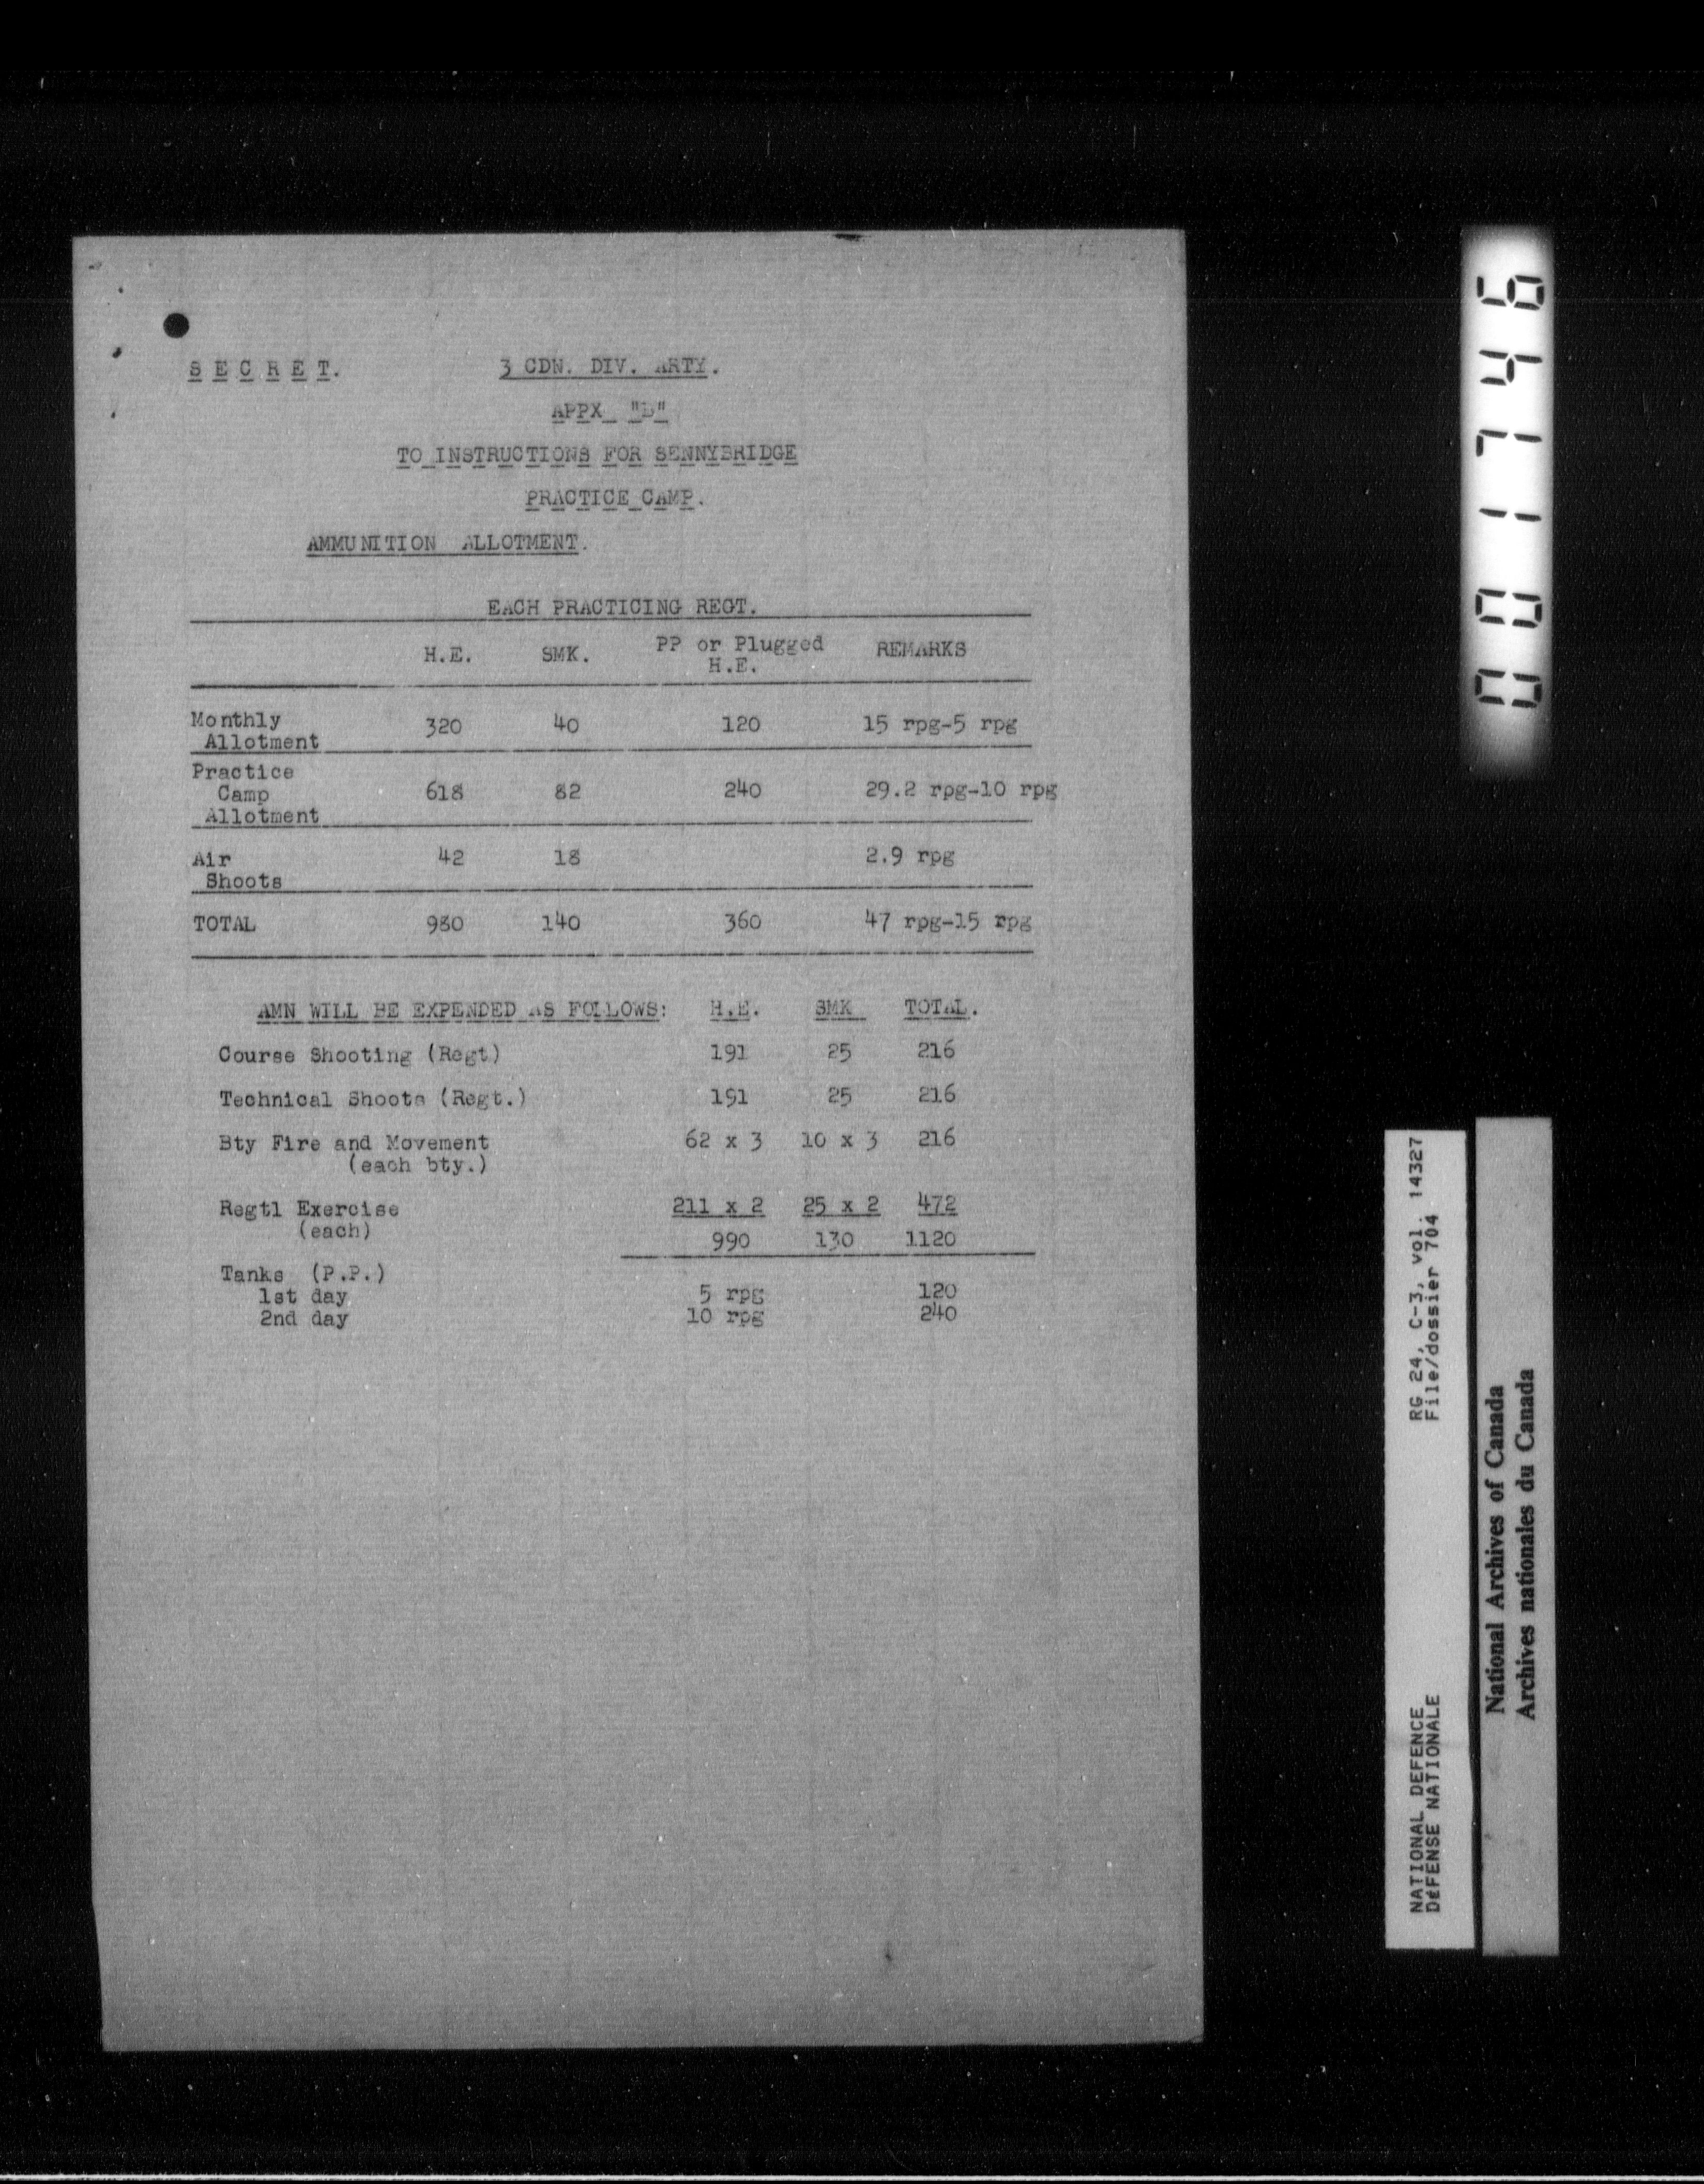 S E C R E T. 3 CDN. DIV. ARTY.
APPX "D"
TO INSTRUCTIONS FOR SENNYBRIDGE
PRACTICE CAMP.
AMMUNITION ALLOTMENT.
EACH PRACTICING REGT.
H.E. SMK. PP or Plugged H.E. REMARKS
Monthly Allotment 320 40 120 15 rpg-5 rpg
Practice Camp Allotment 618 82 240 29.2 rpg-10 rpg
Air Shoots 42 18 2.9 rpg
TOTAL 980 140 360 47 rpg-15 rpg
AMN WILL BE EXPENDED AS FOLLOWS: H.E. SMK TOTAL.
Course Shooting (Regt) 191 25 216
Technical Shoots (Regt.) 191 25 216
Bty Fire and Movement 62 x 3 10 x 3 216
(each bty.)
Regtl Exercise 211 x 2 25 x 2 472
(each) 990 130 1120
Tanks (P.P.)
1st day 5 rpg 120
2nd day 10 rpg 240
001746
RG 24, C-3, vol. 14327
File/dossier 704
NATIONAL DEFENCE
DÉFENSE NATIONALE
National Archives of Canada
Archives nationales du Canada